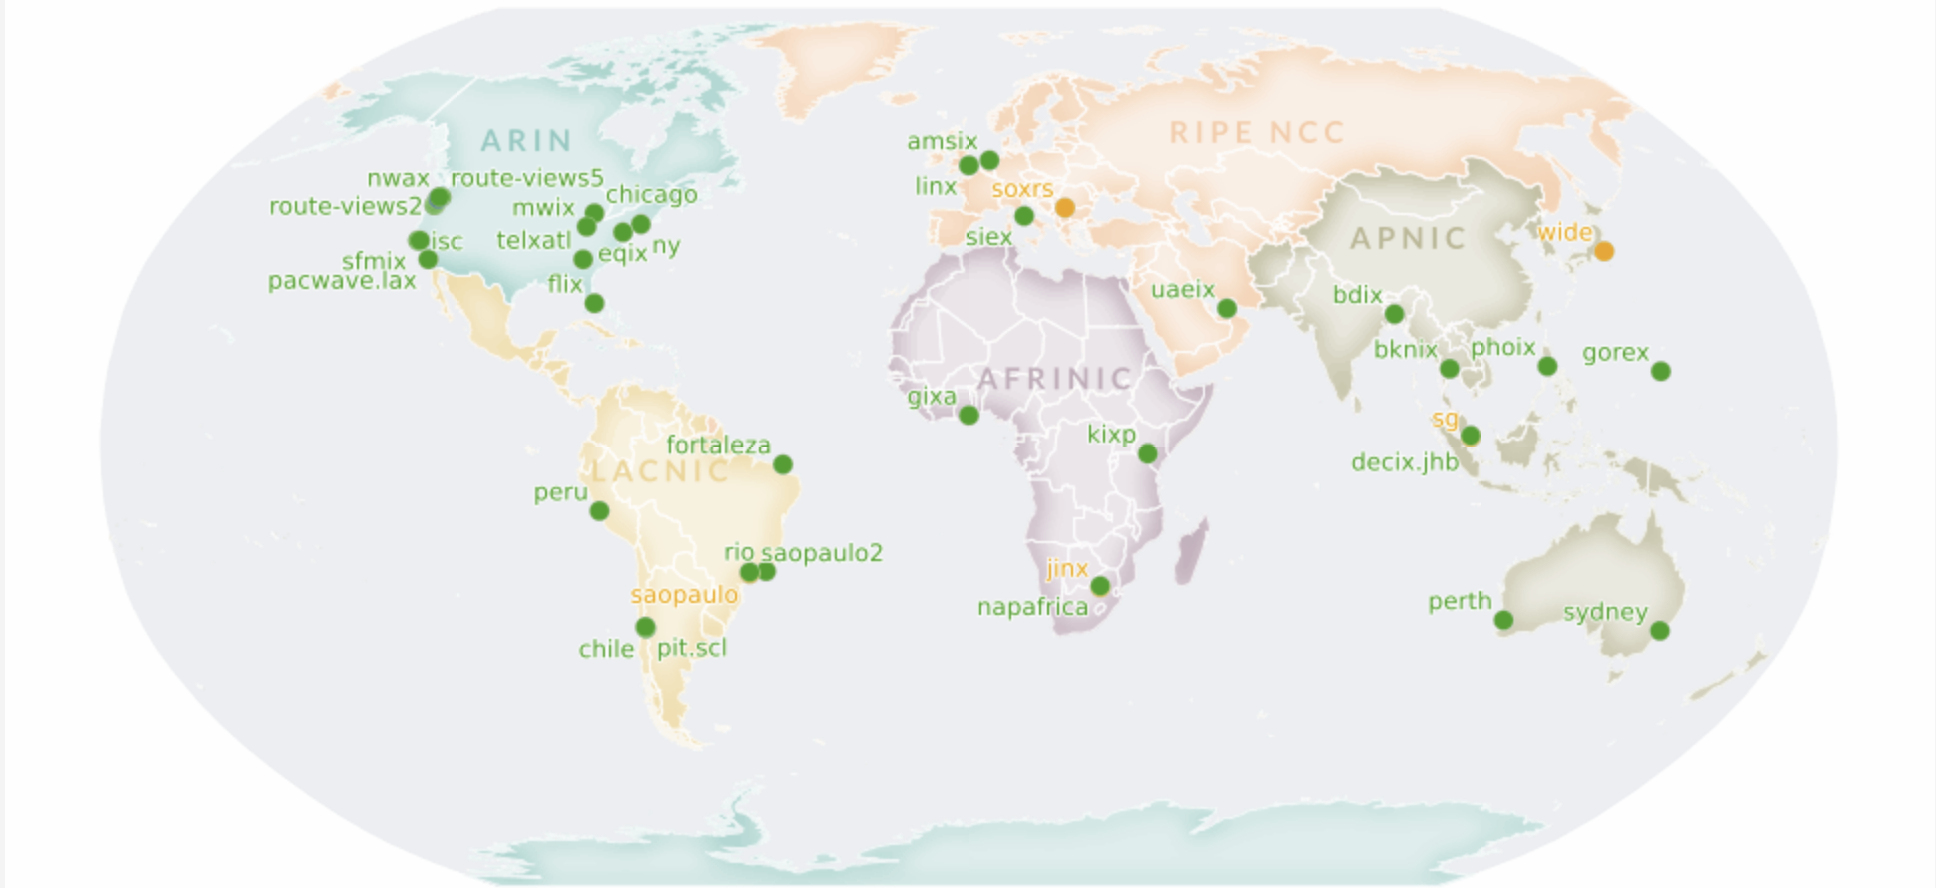 ARIN
RIPE NCC
amsix
linx
soxrs
siex
nwax
route-views5
chicago
route-views2
mwix
isc
telxatl
eqix
ny
sfmix
pacwave.lax
flix
APNIC
wide
uaeix
bdix
bknix
phoix
gorex
AFRINIC
gixa
kixp
sg
decix.jhb
fortaleza
LACNIC
peru
rio
saopaulo2
saopaulo
jinx
napafrica
perth
sydney
chile
pit.scl